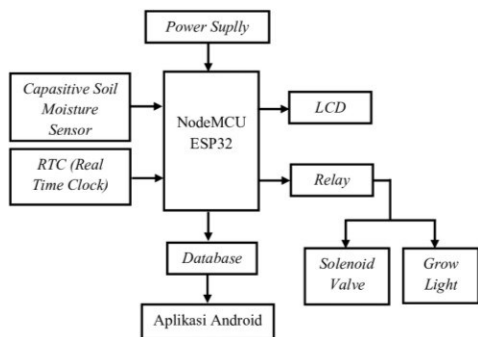 Power Suplly
Capasitive Soil
Moisture
Sensor
NodeMCU
ESP32
LCD
RTC (Real
Time Clock)
Relay
Database
Solenoid
Valve
Grow
Light
Aplikasi Android